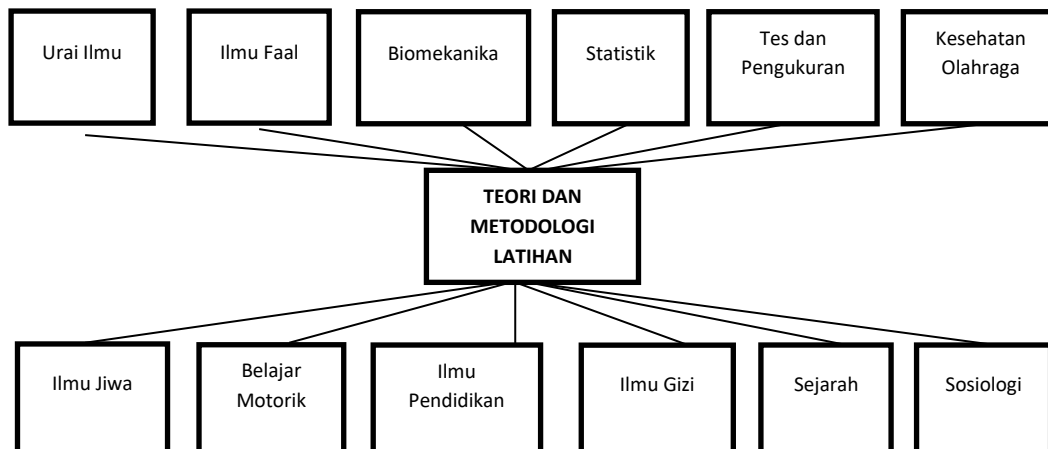 Urai Ilmu
Ilmu Faal
Biomekanika
Statistik
Tes dan
Pengukuran
Kesehatan
Olahraga
TEORI DAN
METODOLOGI
LATIHAN
Ilmu Jiwa
Belajar
Motorik
Ilmu
Pendidikan
Ilmu Gizi
Sejarah
Sosiologi